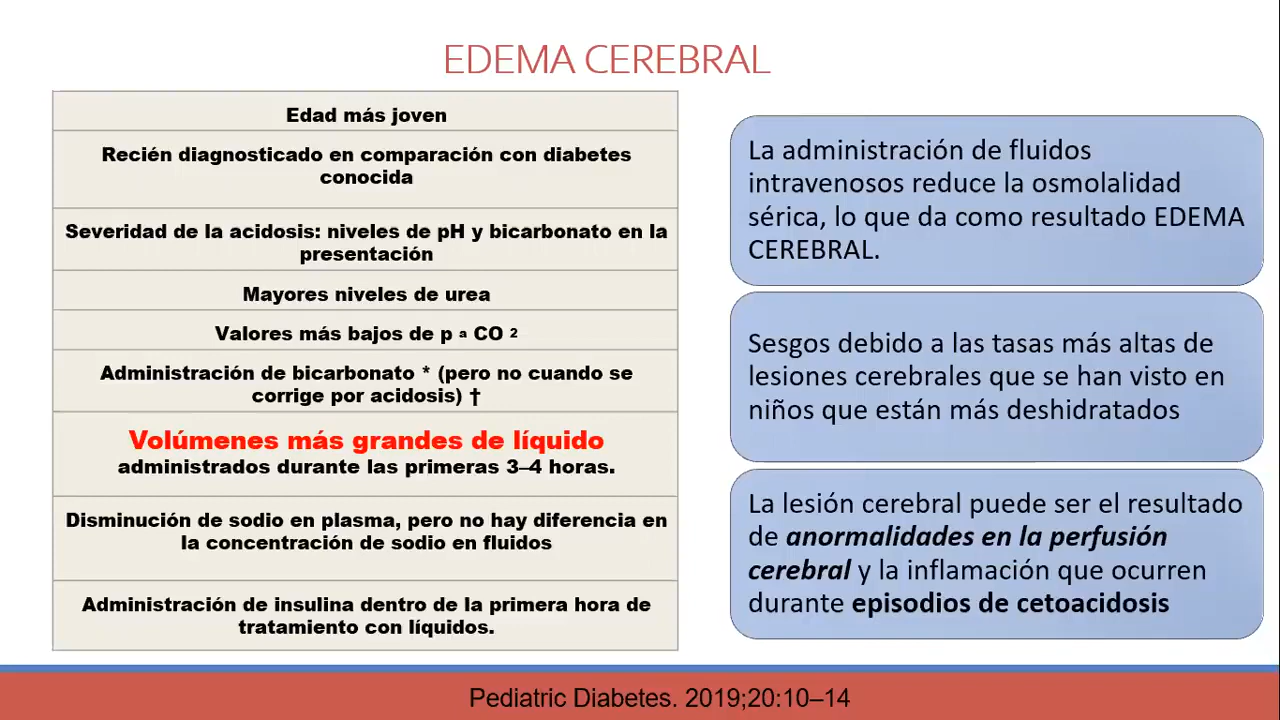 EDEMA CEREBRAL
Edad más joven
Recién diagnosticado en comparación con diabetes
conocida
Severidad de la acidosis: niveles de pH y bicarbonato en la
presentación
Mayores niveles de urea
Valores más bajos de p a CO 2
Administración de bicarbonato * (pero no cuando se
corrige por acidosis) †
Volúmenes más grandes de líquido
administrados durante las primeras 3–4 horas.
Disminución de sodio en plasma, pero no hay diferencia en
la concentración de sodio en fluidos
Administración de insulina dentro de la primera hora de
tratamiento con líquidos.
La administración de fluidos
intravenosos reduce la osmolalidad
sérica, lo que da como resultado EDEMA
CEREBRAL.
Sesgos debido a las tasas más altas de
lesiones cerebrales que se han visto en
niños que están más deshidratados
La lesión cerebral puede ser el resultado
de anormalidades en la perfusión
cerebral y la inflamación que ocurren
durante episodios de cetoacidosis
Pediatric Diabetes. 2019;20:10–14